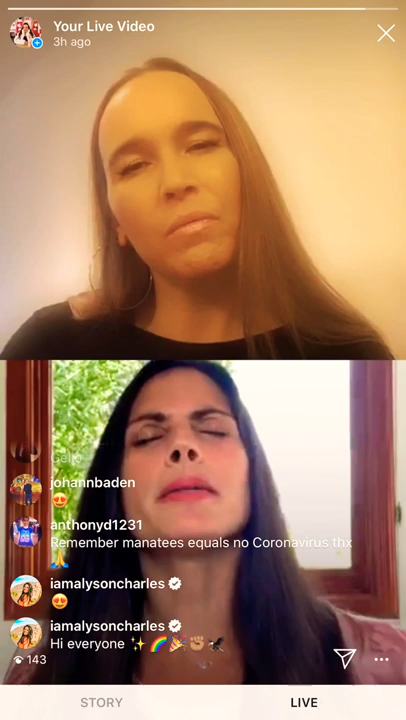 Your Live Video
3h ago
johannbaden
😍
anthonyd1231
Remember manatees equals no Coronavirus thx
🙏
iamalysoncharles
😍
iamalysoncharles
Hi everyone ✨🌈🎉✊🏽🦅
143
STORY
LIVE